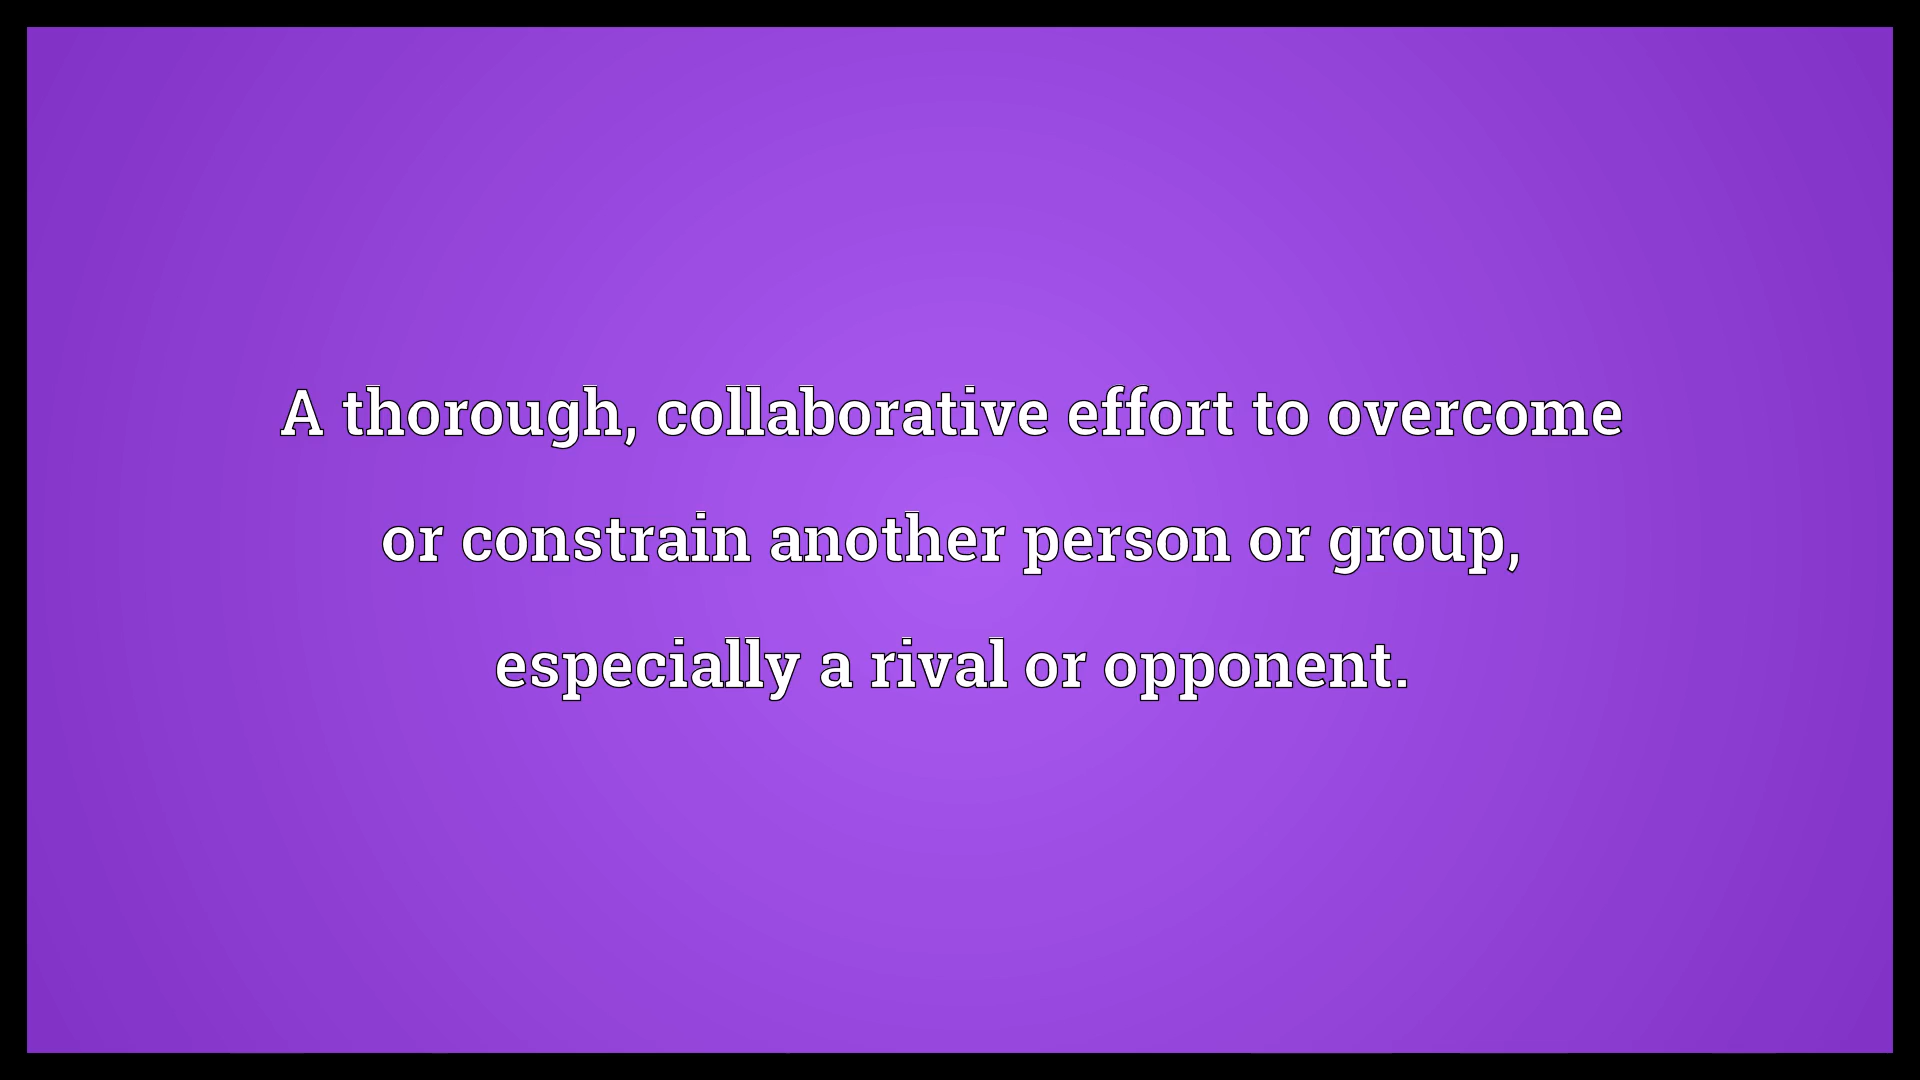 A thorough, collaborative effort to overcome
or constrain another person or group,
especially a rival or opponent.